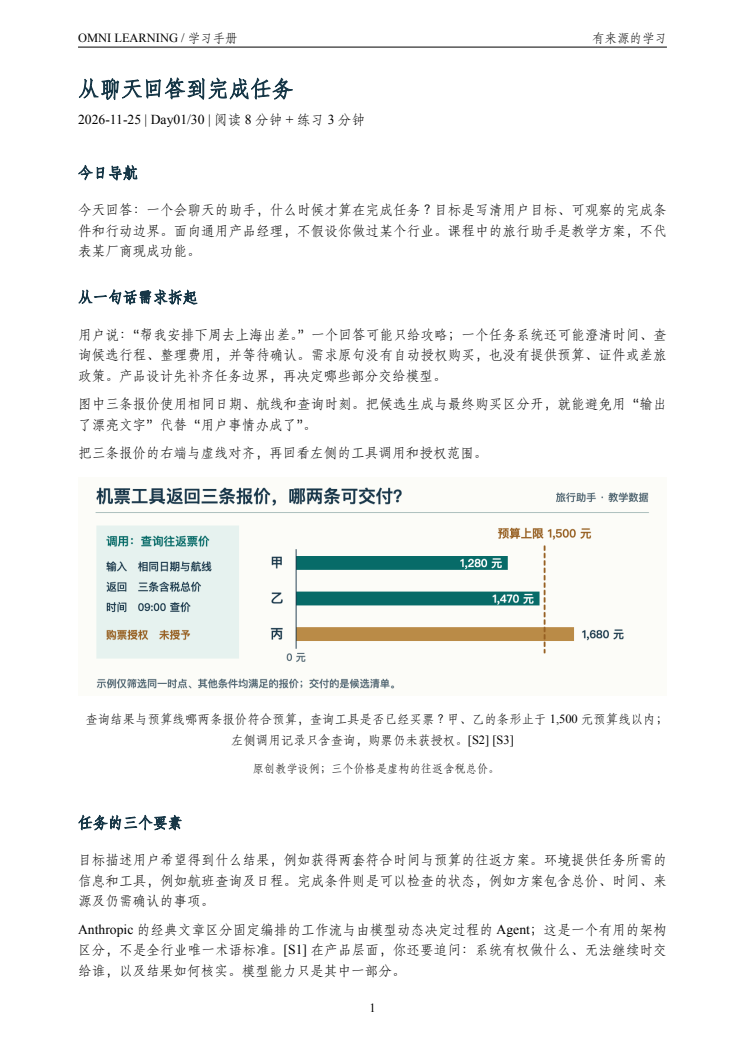 OMNI LEARNING / 学习手册
有来源的学习
从聊天回答到完成任务
2026-11-25 | Day01/30 | 阅读 8 分钟 + 练习 3 分钟
今日导航
今天回答：一个会聊天的助手，什么时候才算在完成任务？目标是写清用户目标、可观察的完成条
件和行动边界。面向通用产品经理，不假设你做过某个行业。课程中的旅行助手是教学方案，不代
表某厂商现成功能。
从一句话需求拆起
用户说：“帮我安排下周去上海出差。”一个回答可能只给攻略；一个任务系统还可能澄清时间、查
询候选行程、整理费用，并等待确认。需求原句没有自动授权购买，也没有提供预算、证件或差旅
政策。产品设计先补齐任务边界，再决定哪些部分交给模型。
图中三条报价使用相同日期、航线和查询时刻。把候选生成与最终购买区分开，就能避免用“输出
了漂亮文字”代替“用户事情办成了”。
把三条报价的右端与虚线对齐，再回看左侧的工具调用和授权范围。
机票工具返回三条报价，哪两条可交付？
旅行助手 · 教学数据
调用：查询往返票价
输入 相同日期与航线
返回 三条含税总价
时间 09:00 查价
购票授权 未授予
预算上限 1,500 元
甲 1,280 元
乙 1,470 元
丙 1,680 元
0 元
示例仅筛选同一时点、其他条件均满足的报价；交付的是候选清单。
查询结果与预算线哪两条报价符合预算，查询工具是否已经买票？甲、乙的条形止于 1,500 元预算线以内；
左侧调用记录只含查询，购票仍未获授权。[S2] [S3]
原创教学设例；三个价格是虚构的往返含税总价。
任务的三个要素
目标描述用户希望得到什么结果，例如获得两套符合时间与预算的往返方案。环境提供任务所需的
信息和工具，例如航班查询及日程。完成条件则是可以检查的状态，例如方案包含总价、时间、来
源及仍需确认的事项。
Anthropic 的经典文章区分固定编排的工作流与由模型动态决定过程的 Agent；这是一个有用的架构
区分，不是全行业唯一术语标准。[S1] 在产品层面，你还要追问：系统有权做什么、无法继续时交
给谁，以及结果如何核实。模型能力只是其中一部分。
1